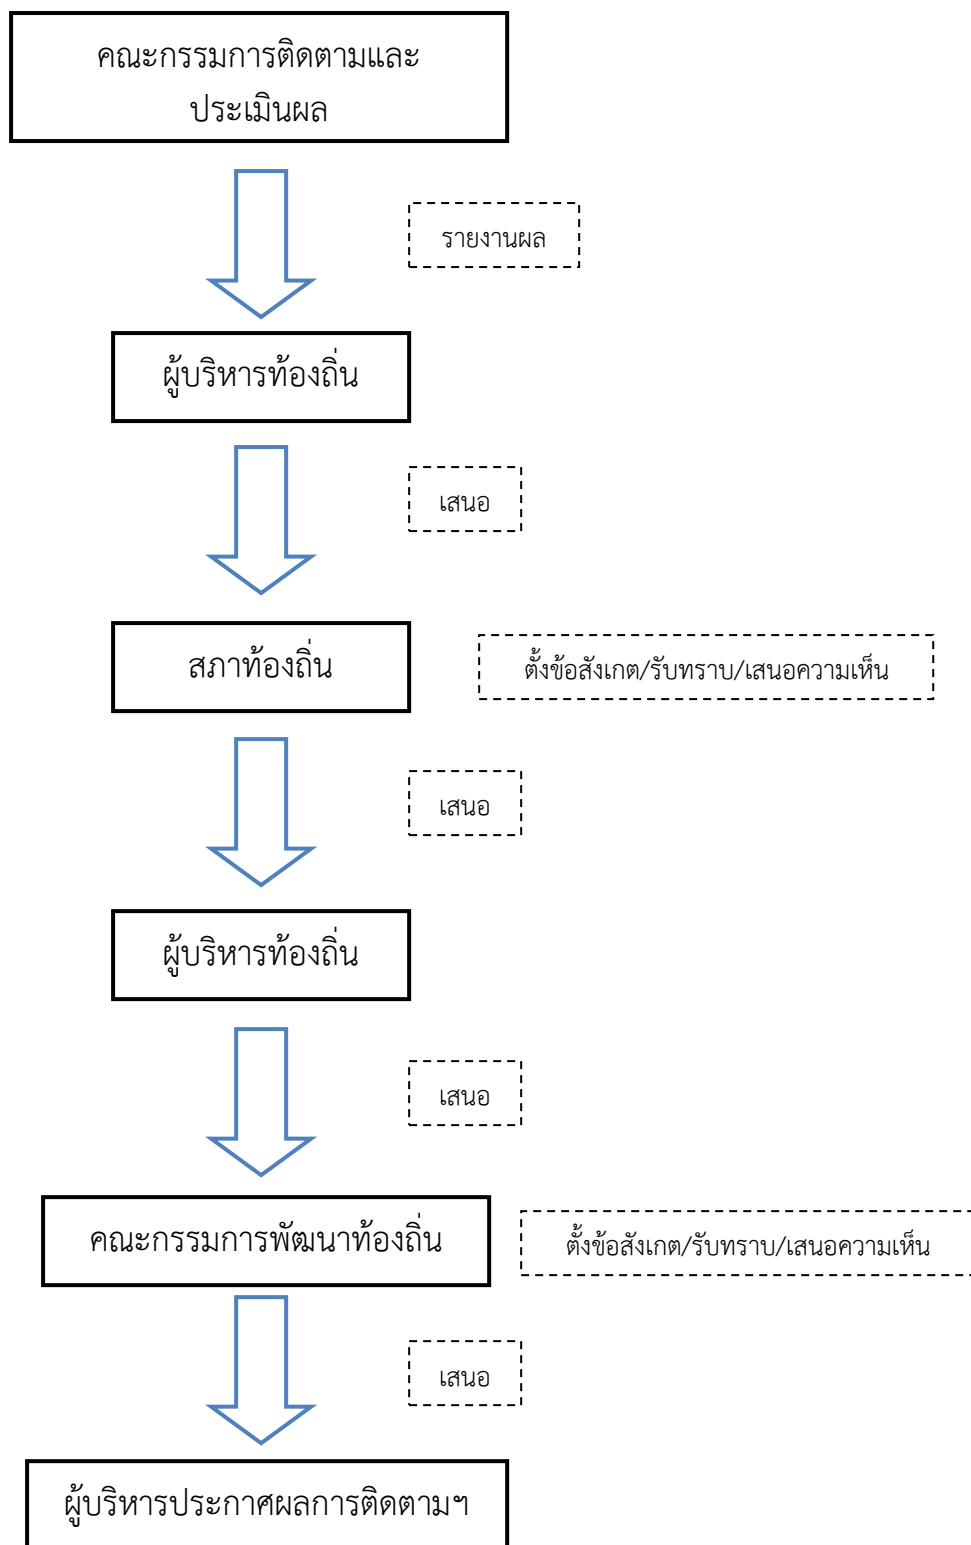 คณะกรรมการติดตามและ
ประเมินผล
รายงานผล
ผู้บริหารท้องถิ่น
เสนอ
สภาท้องถิ่น
ตั้งข้อสังเกต/รับทราบ/เสนอความเห็น
เสนอ
ผู้บริหารท้องถิ่น
เสนอ
คณะกรรมการพัฒนาท้องถิ่น
ตั้งข้อสังเกต/รับทราบ/เสนอความเห็น
เสนอ
ผู้บริหารประกาศผลการติดตามฯ